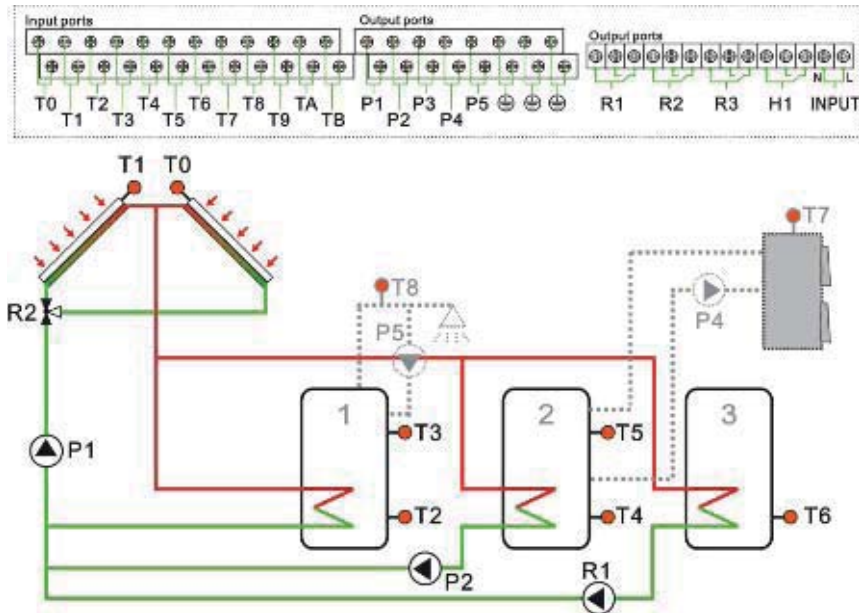 Input ports
Output ports
Output ports
T0 T2 T4 T6 T8 TA
T1 T3 T5 T7 T9 TB
P1 P3 P5
P2 P4
R1 R2 R3 H1 INPUT
N L
T1 T0
T7
T8
R2
P5
P4
1 2 3
T3 T5
P1
T2 T4 T6
P2 R1